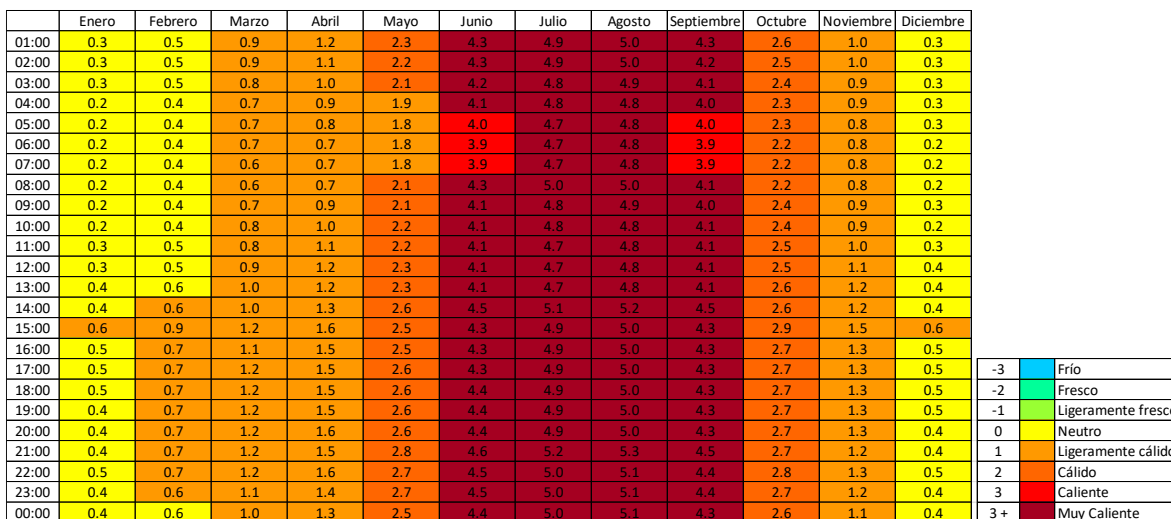 Enero Febrero Marzo Abril Mayo Junio Julio Agosto Septiembre Octubre Noviembre Diciembre
01:00 0.3 0.5 0.9 1.2 2.3 4.3 4.9 5.0 4.3 2.6 1.0 0.3
02:00 0.3 0.5 0.9 1.1 2.2 4.3 4.9 5.0 4.2 2.5 1.0 0.3
03:00 0.3 0.5 0.8 1.0 2.1 4.2 4.8 4.9 4.1 2.4 0.9 0.3
04:00 0.2 0.4 0.7 0.9 1.9 4.1 4.8 4.8 4.0 2.3 0.9 0.3
05:00 0.2 0.4 0.7 0.8 1.8 4.0 4.7 4.8 4.0 2.3 0.8 0.3
06:00 0.2 0.4 0.7 0.7 1.8 3.9 4.7 4.8 3.9 2.2 0.8 0.2
07:00 0.2 0.4 0.6 0.7 1.8 3.9 4.7 4.8 3.9 2.2 0.8 0.2
08:00 0.2 0.4 0.6 0.7 2.1 4.3 5.0 5.0 4.1 2.2 0.8 0.2
09:00 0.2 0.4 0.7 0.9 2.1 4.1 4.8 4.9 4.0 2.4 0.9 0.3
10:00 0.2 0.4 0.8 1.0 2.2 4.1 4.8 4.8 4.1 2.4 0.9 0.2
11:00 0.3 0.5 0.8 1.1 2.2 4.1 4.7 4.8 4.1 2.5 1.0 0.3
12:00 0.3 0.5 0.9 1.2 2.3 4.1 4.7 4.8 4.1 2.5 1.1 0.4
13:00 0.4 0.6 1.0 1.2 2.3 4.1 4.7 4.8 4.1 2.6 1.2 0.4
14:00 0.4 0.6 1.0 1.3 2.6 4.5 5.1 5.2 4.5 2.6 1.2 0.4
15:00 0.6 0.9 1.2 1.6 2.5 4.3 4.9 5.0 4.3 2.9 1.5 0.6
16:00 0.5 0.7 1.1 1.5 2.5 4.3 4.9 5.0 4.3 2.7 1.3 0.5
17:00 0.5 0.7 1.2 1.5 2.6 4.3 4.9 5.0 4.3 2.7 1.3 0.5 -3 Frío
18:00 0.5 0.7 1.2 1.5 2.6 4.4 4.9 5.0 4.3 2.7 1.3 0.5 -2 Fresco
19:00 0.4 0.7 1.2 1.5 2.6 4.4 4.9 5.0 4.3 2.7 1.3 0.5 -1 Ligeramente fresco
20:00 0.4 0.7 1.2 1.6 2.6 4.4 4.9 5.0 4.3 2.7 1.3 0.4 0 Neutro
21:00 0.4 0.7 1.2 1.5 2.8 4.6 5.2 5.3 4.5 2.7 1.2 0.4 1 Ligeramente cálido
22:00 0.5 0.7 1.2 1.6 2.7 4.5 5.0 5.1 4.4 2.8 1.3 0.5 2 Cálido
23:00 0.4 0.6 1.1 1.4 2.7 4.5 5.0 5.1 4.4 2.7 1.2 0.4 3 Caliente
00:00 0.4 0.6 1.0 1.3 2.5 4.4 5.0 5.1 4.3 2.6 1.1 0.4 3 + Muy Caliente